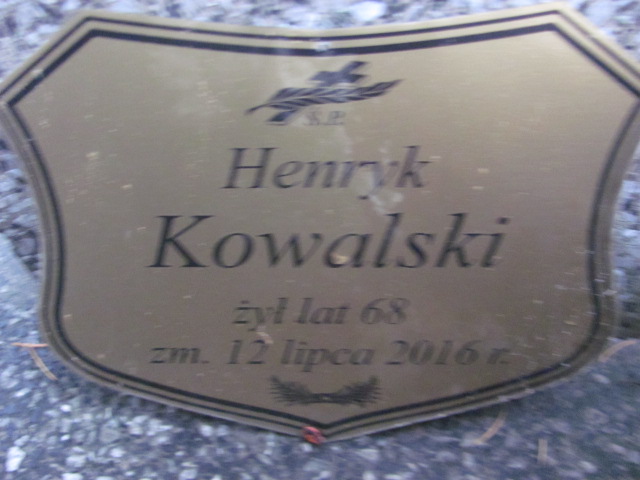 Ś.P.
Henryk
Kowalski
żył lat 68
zm. 12 lipca 2016 r.